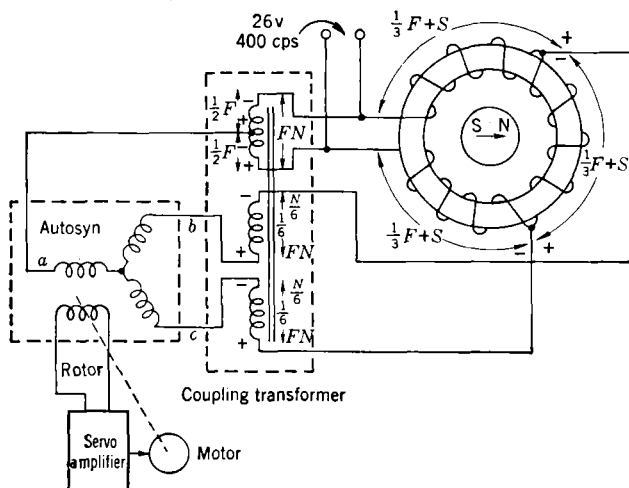 26v
400 cps
1/3 F+S
+
−
1/2 F
−
+
FN
1/2 F
+
S N
1/3 F+S
1/3 F+S
− +
Autosyn
a
b
c
−
N/6
1/6
FN
+
−
N/6
1/6
FN
+
Rotor
Coupling transformer
Servo
amplifier
Motor